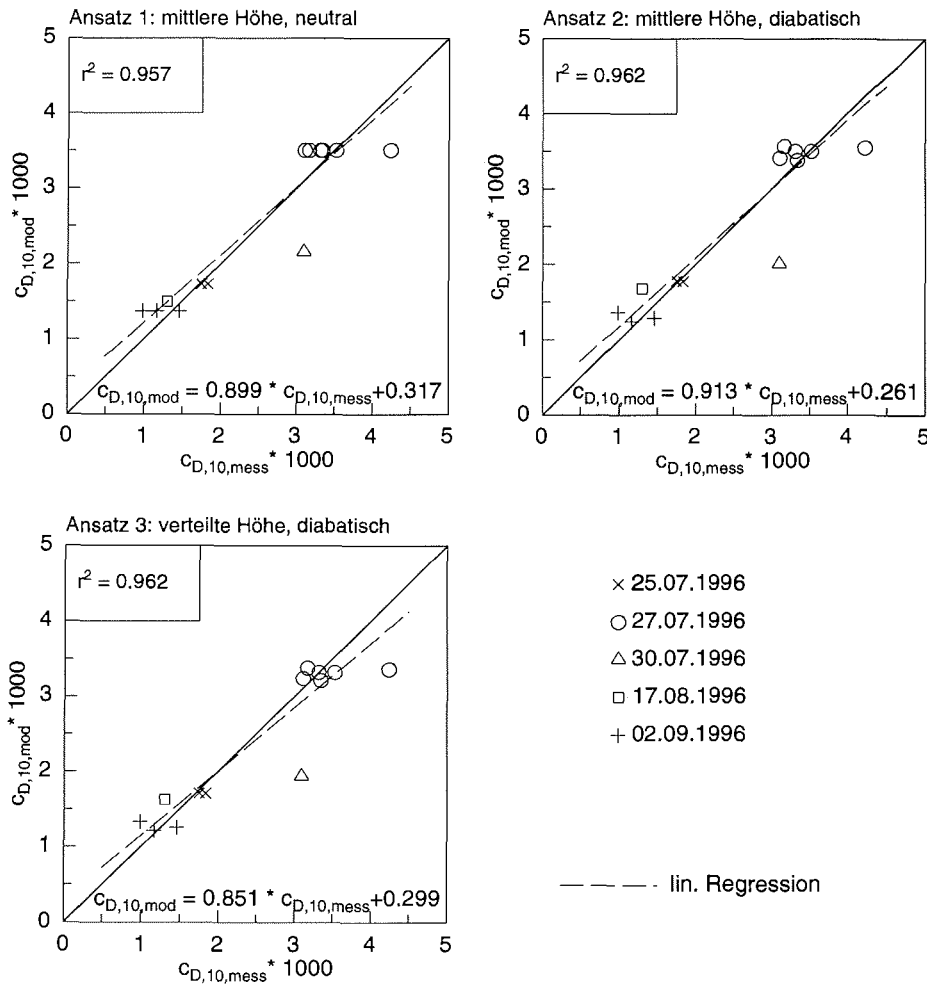 Ansatz 1: mittlere Höhe, neutral
r² = 0.957
5
4
3
2
1
0
c_D,10,mod * 1000
c_D,10,mod = 0.899 * c_D,10,mess+0.317
0 1 2 3 4 5
c_D,10,mess * 1000
Ansatz 2: mittlere Höhe, diabatisch
r² = 0.962
5
4
3
2
1
0
c_D,10,mod * 1000
c_D,10,mod = 0.913 * c_D,10,mess+0.261
0 1 2 3 4 5
c_D,10,mess * 1000
Ansatz 3: verteilte Höhe, diabatisch
r² = 0.962
5
4
3
2
1
0
c_D,10,mod * 1000
c_D,10,mod = 0.851 * c_D,10,mess+0.299
0 1 2 3 4 5
c_D,10,mess * 1000
25.07.1996
27.07.1996
30.07.1996
17.08.1996
02.09.1996
lin. Regression